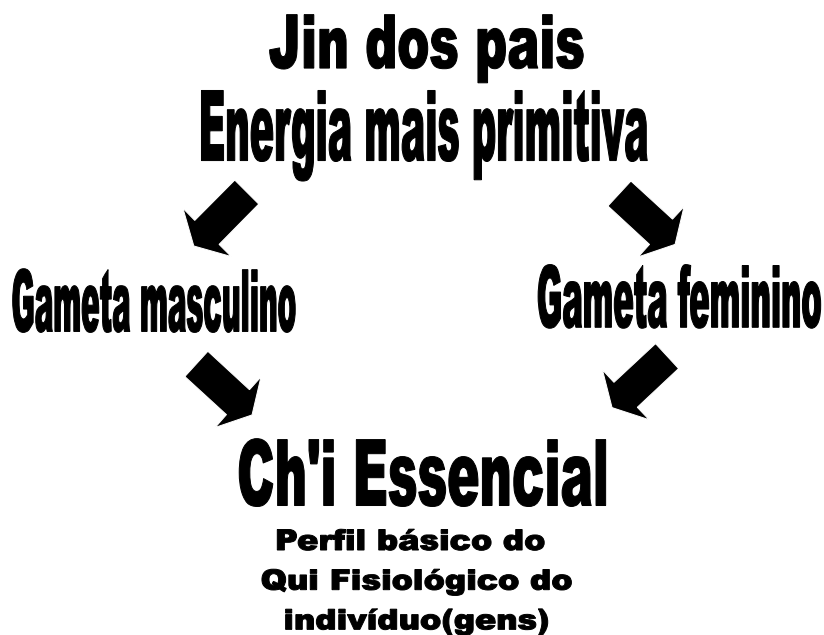 Jin dos pais
Energia mais primitiva
Gameta masculino
Gameta feminino
Ch'i Essencial
Perfil básico do
Qui Fisiológico do
indivíduo(gens)